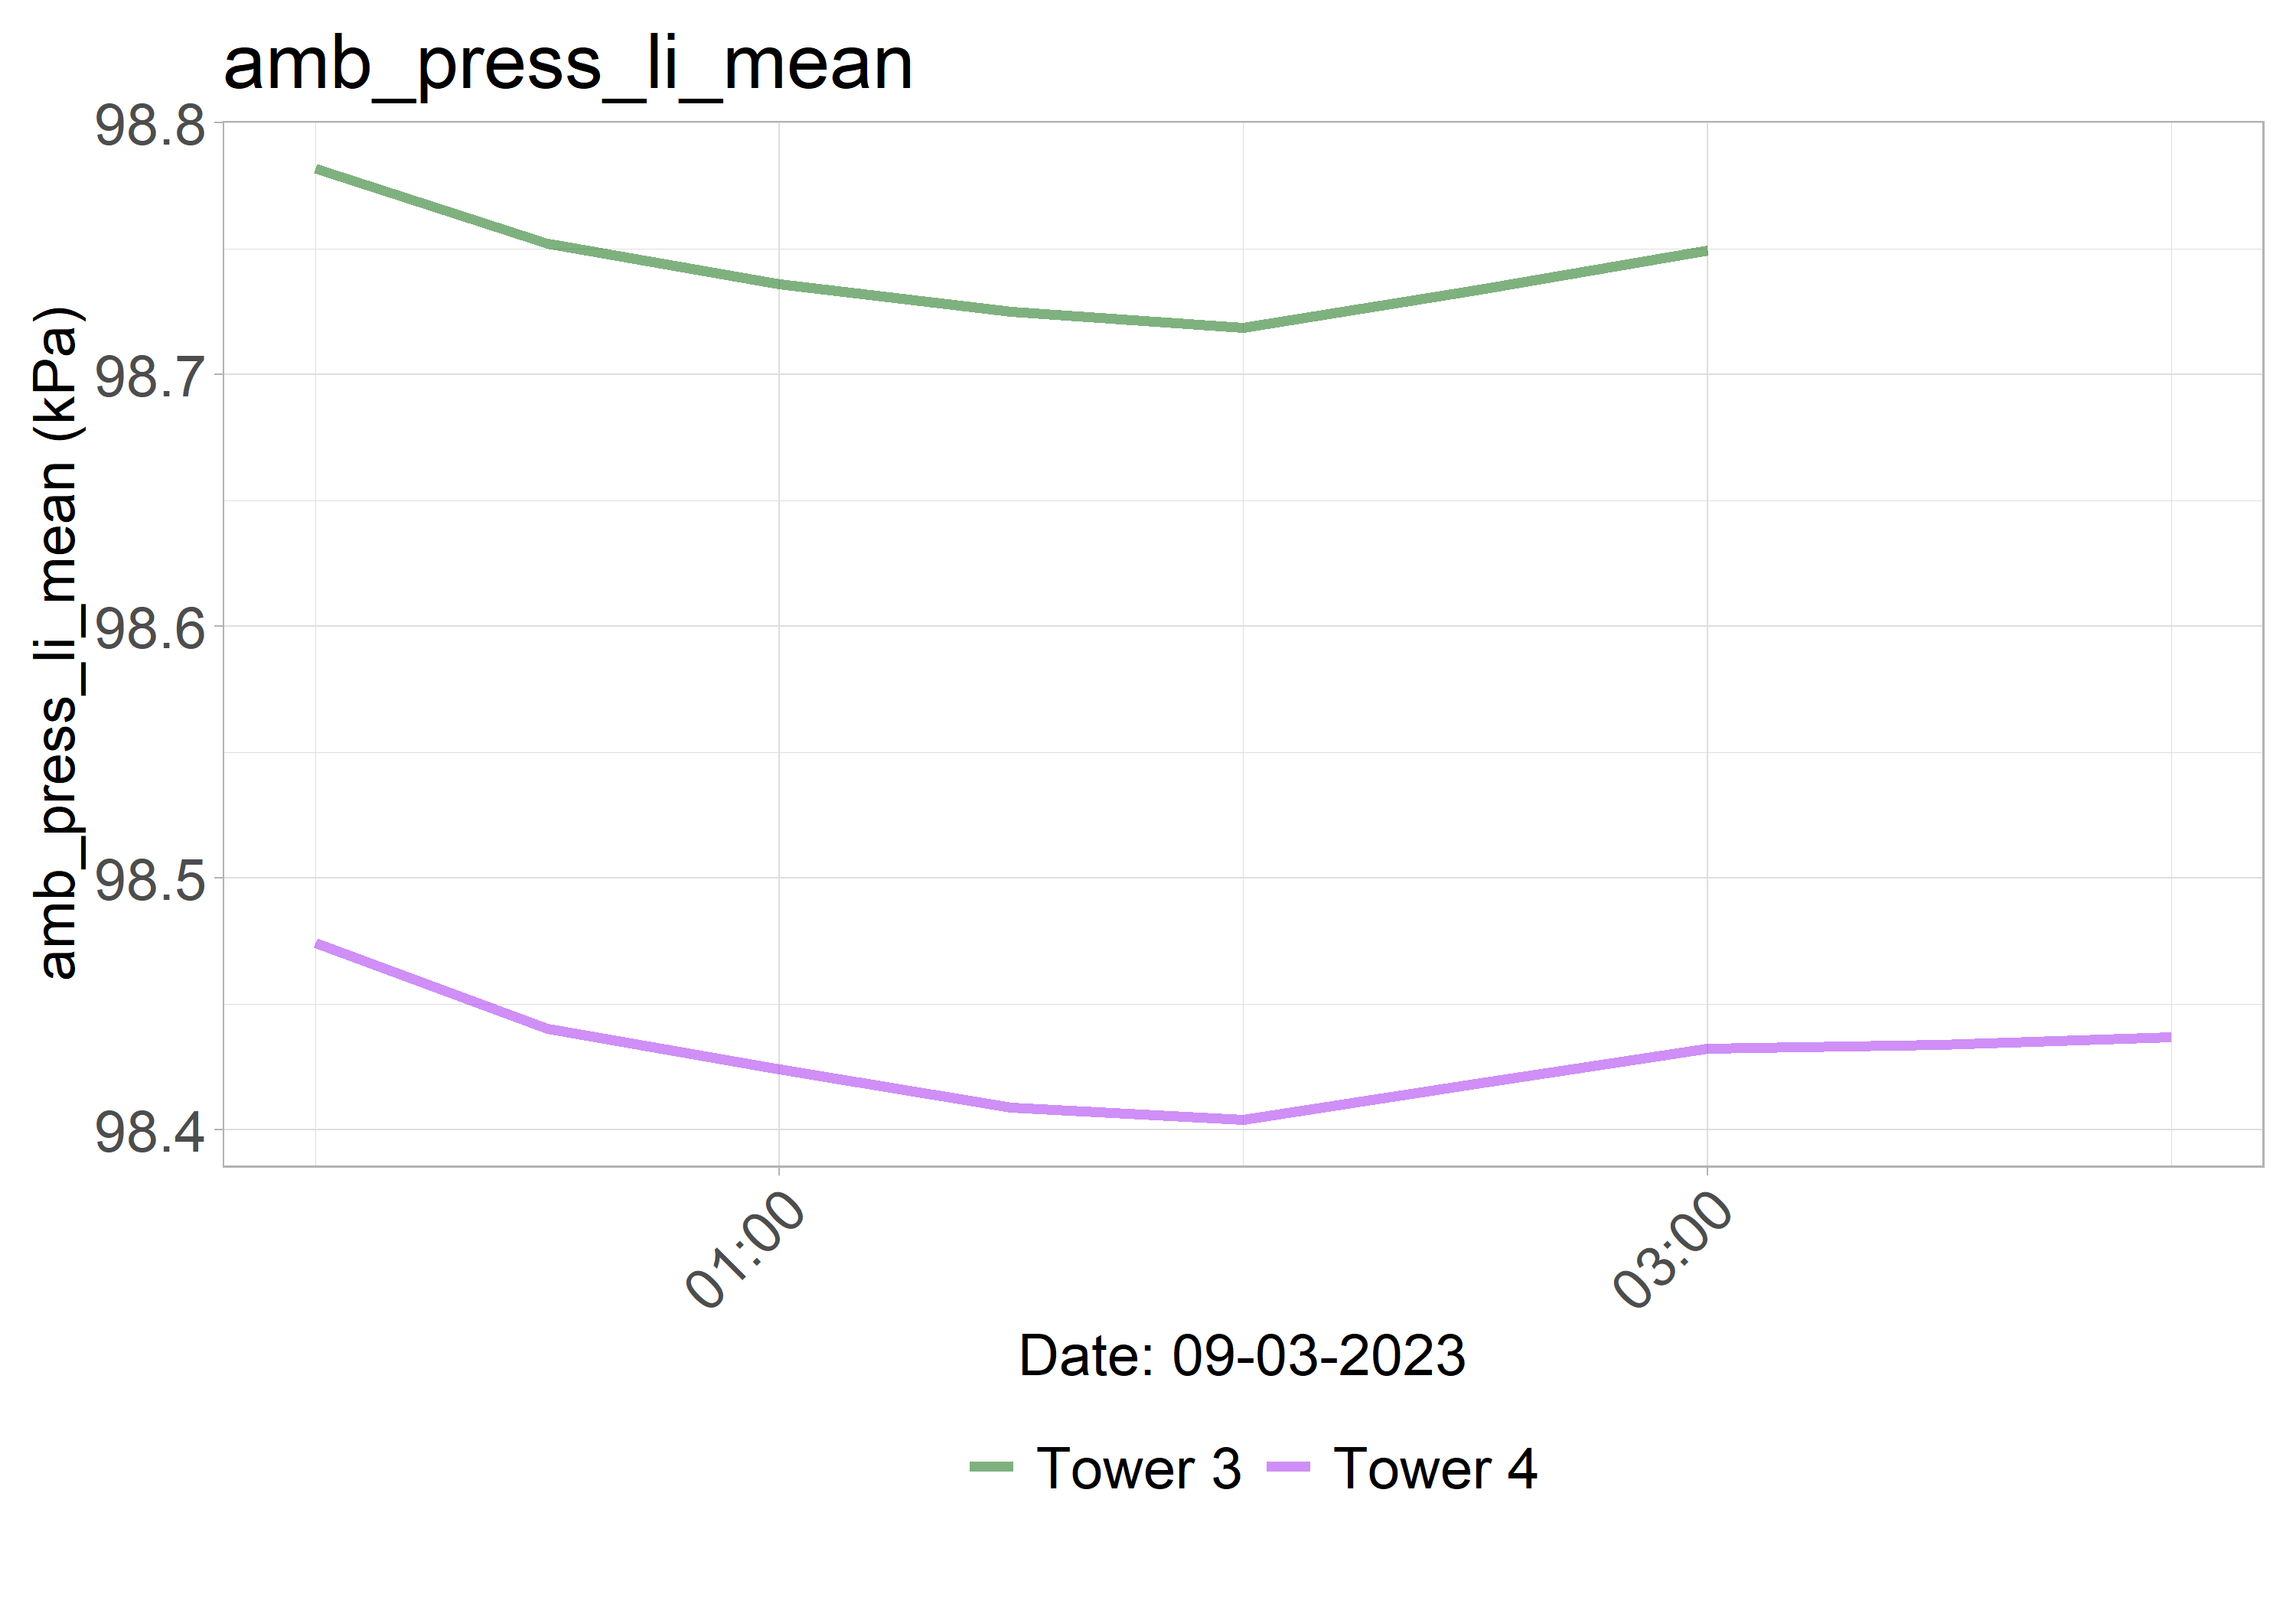 amb_press_li_mean
amb_press_li_mean (kPa)
98.8
98.7
98.6
98.5
98.4
01:00
03:00
Date: 09-03-2023
Tower 3
Tower 4